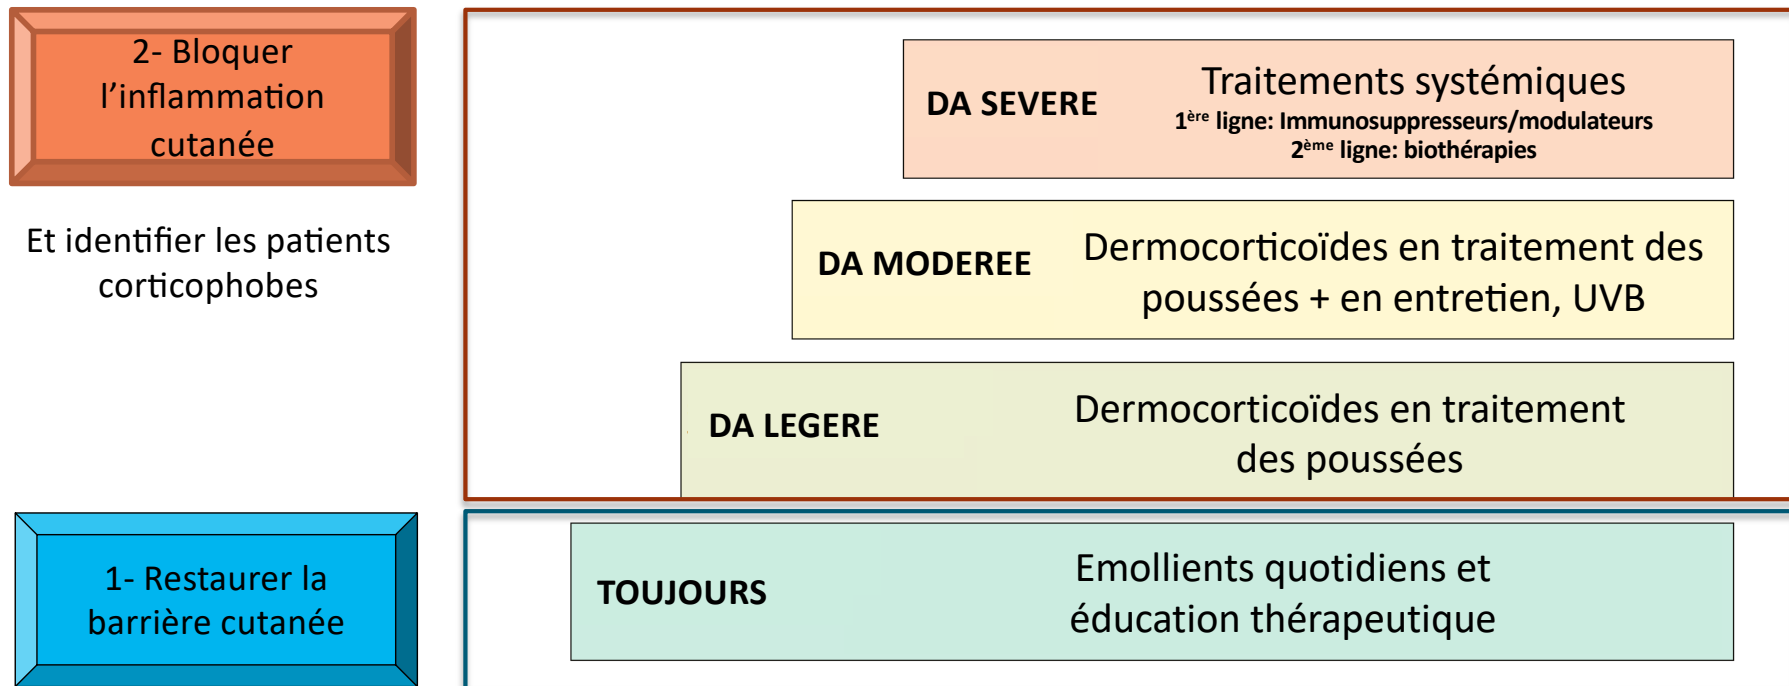 2- Bloquer
l’inflammation
cutanée
Et identifier les patients
corticophobes
DA SEVERE
Traitements systémiques
1ère ligne: Immunosuppresseurs/modulateurs
2ème ligne: biothérapies
DA MODEREE
Dermocorticoïdes en traitement des
poussées + en entretien, UVB
DA LEGERE
Dermocorticoïdes en traitement
des poussées
1- Restaurer la
barrière cutanée
TOUJOURS
Emollients quotidiens et
éducation thérapeutique